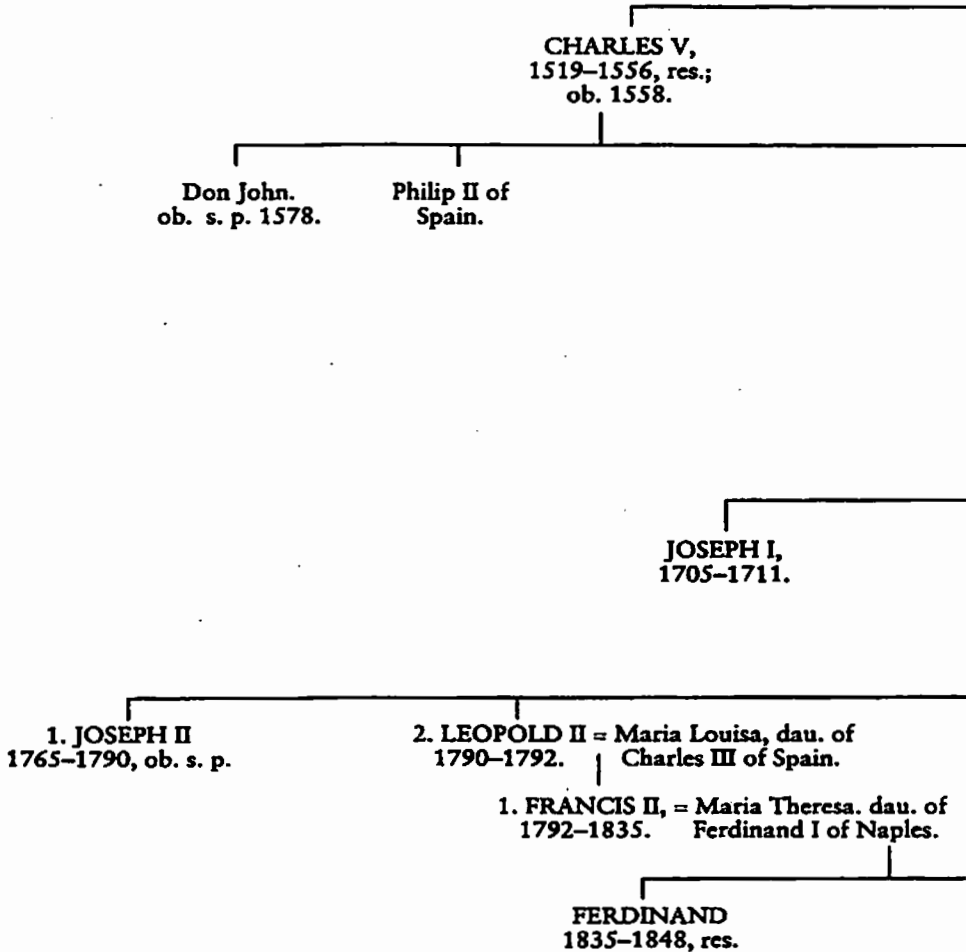 CHARLES V,
1519–1556, res.;
ob. 1558.
Don John.
ob. s. p. 1578.
Philip II of
Spain.
JOSEPH I,
1705–1711.
1. JOSEPH II
1765–1790, ob. s. p.
2. LEOPOLD II = Maria Louisa, dau. of
1790–1792. Charles III of Spain.
1. FRANCIS II, = Maria Theresa. dau. of
1792–1835. Ferdinand I of Naples.
FERDINAND
1835–1848, res.